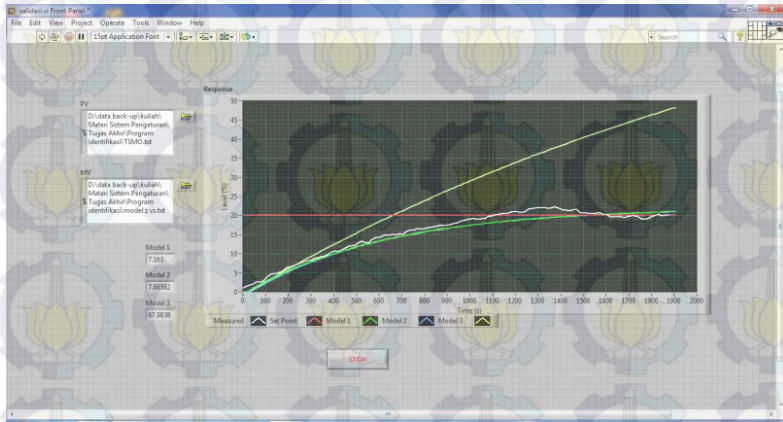 validasi.vi Front Panel *
File Edit View Project Operate Tools Window Help
15pt Application Font
Search
Response
PV
D:\data back-up\kuliah\
Materi Sistem Pengaturan\
Tugas Akhir\Program
identifikasi\TSMO.txt
MV
D:\data back-up\kuliah\
Materi Sistem Pengaturan\
Tugas Akhir\Program
identifikasi\model z vs.txt
Model 1
Model 2
7.68562
Model 3
67.8838
Level (%)
50
45
40
35
30
25
20
15
10
5
0
0 100 200 300 400 500 600 700 800 900 1000 1100 1200 1300 1400 1500 1600 1700 1800 1900 2000
Time (s)
Measured Set Point Model 1 Model 2 Model 3
STOP